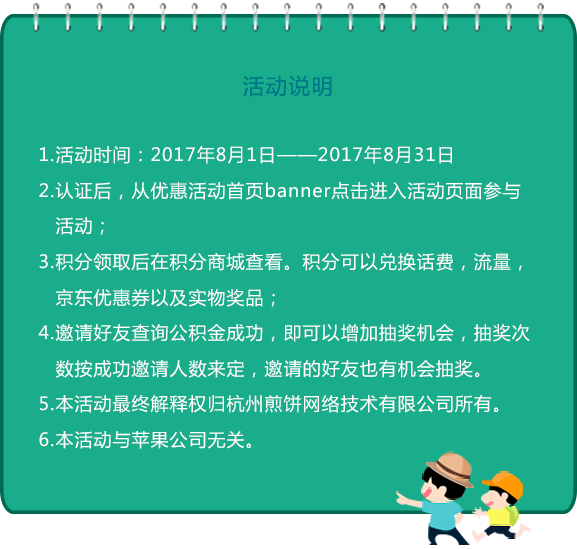 活动说明
1.活动时间：2017年8月1日——2017年8月31日
2.认证后，从优惠活动首页banner点击进入活动页面参与
活动；
3.积分领取后在积分商城查看。积分可以兑换话费，流量，
京东优惠券以及实物奖品；
4.邀请好友查询公积金成功，即可以增加抽奖机会，抽奖次
数按成功邀请人数来定，邀请的好友也有机会抽奖。
5.本活动最终解释权归杭州煎饼网络技术有限公司所有。
6.本活动与苹果公司无关。